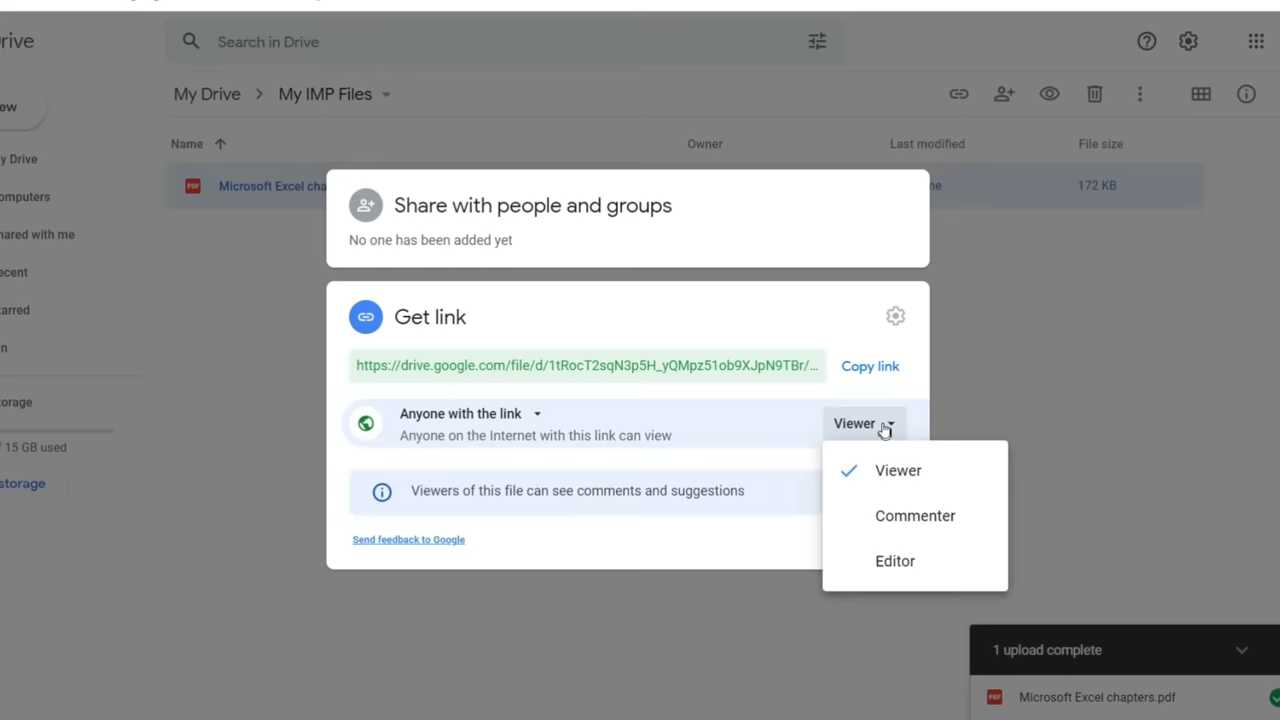 rive
Search in Drive
My Drive > My IMP Files
ew
Name
Owner
Last modified
File size
y Drive
PDF
Microsoft Excel cha
ne
172 KB
omputers
hared with me
ecent
arred
n
orage
f 15 GB used
storage
Share with people and groups
No one has been added yet
Get link
https://drive.google.com/file/d/1tRocT2sqN3p5H_yQMpz51ob9XJpN9TBr/...
Copy link
Anyone with the link
Anyone on the Internet with this link can view
Viewer
Viewers of this file can see comments and suggestions
Send feedback to Google
Viewer
Commenter
Editor
1 upload complete
PDF
Microsoft Excel chapters.pdf